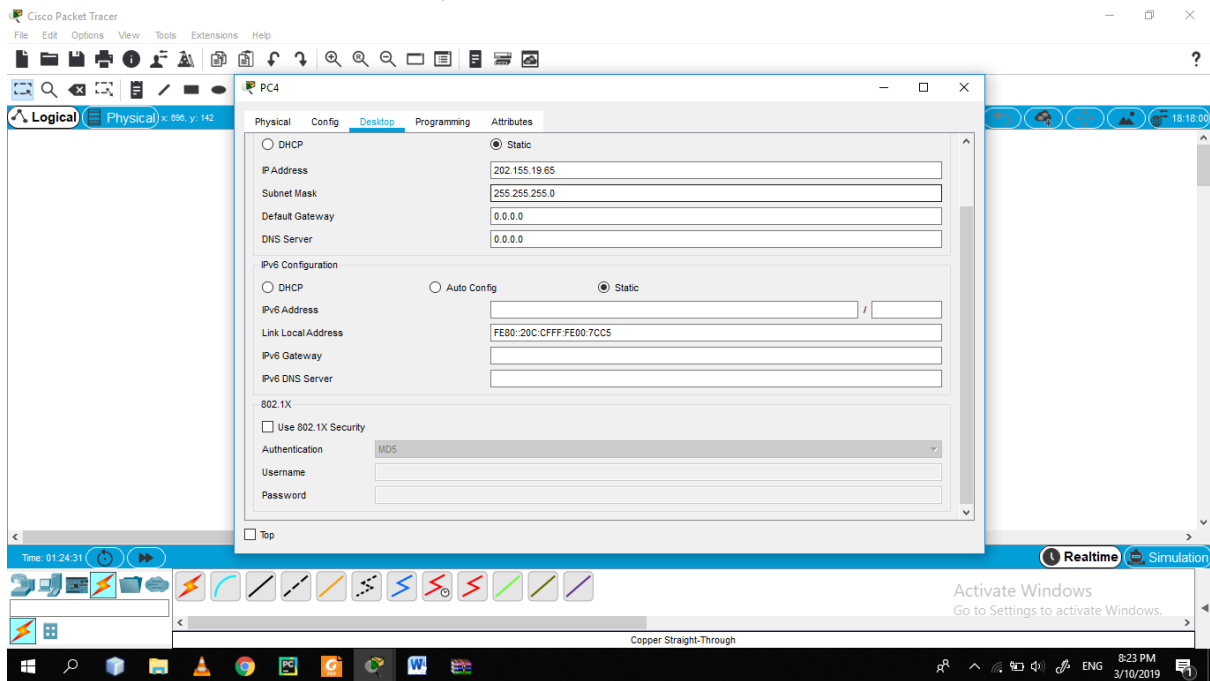 Cisco Packet Tracer
File Edit Options View Tools Extensions Help
?
PC4
Logical Physical x: 696, y: 142
18:18:00
Physical Config Desktop Programming Attributes
DHCP Static
IP Address 202.155.19.65
Subnet Mask 255.255.255.0
Default Gateway 0.0.0.0
DNS Server 0.0.0.0
IPv6 Configuration
DHCP Auto Config Static
IPv6 Address /
Link Local Address FE80::20C:CFFF:FE00:7CC5
IPv6 Gateway
IPv6 DNS Server
802.1X
Use 802.1X Security
Authentication MD5
Username
Password
Top
Time: 01:24:31 Realtime Simulation
Activate Windows
Go to Settings to activate Windows.
Copper Straight-Through
ENG 8:23 PM
3/10/2019